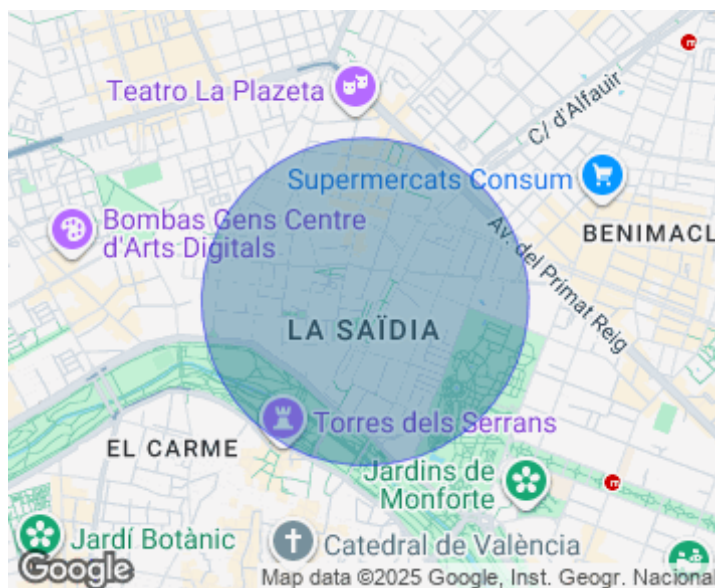 Teatro La Plazeta
C/ d'Alfauir
Supermercats Consum
Bombas Gens Centre
d'Arts Digitals
BENIMACL
Av. del Primat Reig
LA SAÏDIA
Torres dels Serrans
EL CARME
Jardins de
Monforte
Jardí Botànic
Catedral de València
Google
Map data ©2025 Google, Inst. Geogr. Nacional